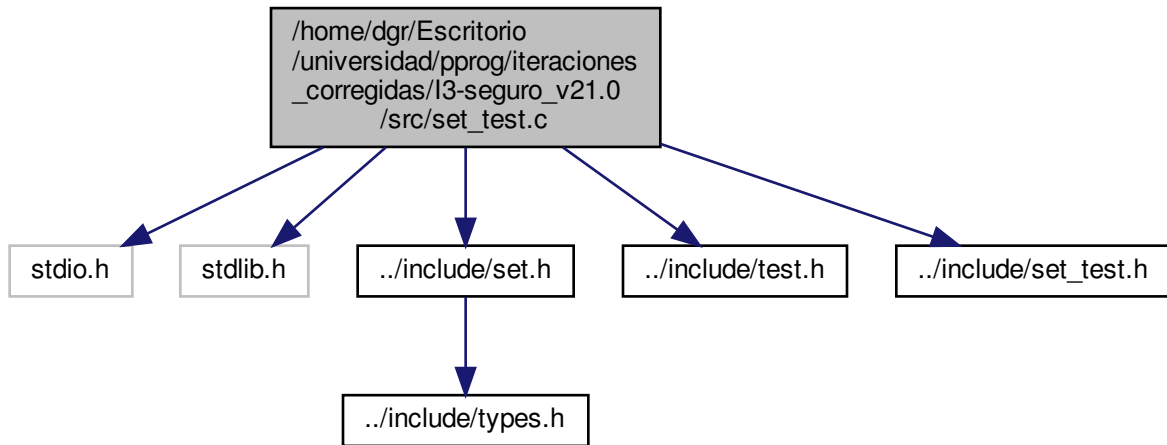 /home/dgr/Escritorio
/universidad/pprog/iteraciones
_corregidas/I3-seguro_v21.0
/src/set_test.c
stdio.h
stdlib.h
../include/set.h
../include/test.h
../include/set_test.h
../include/types.h